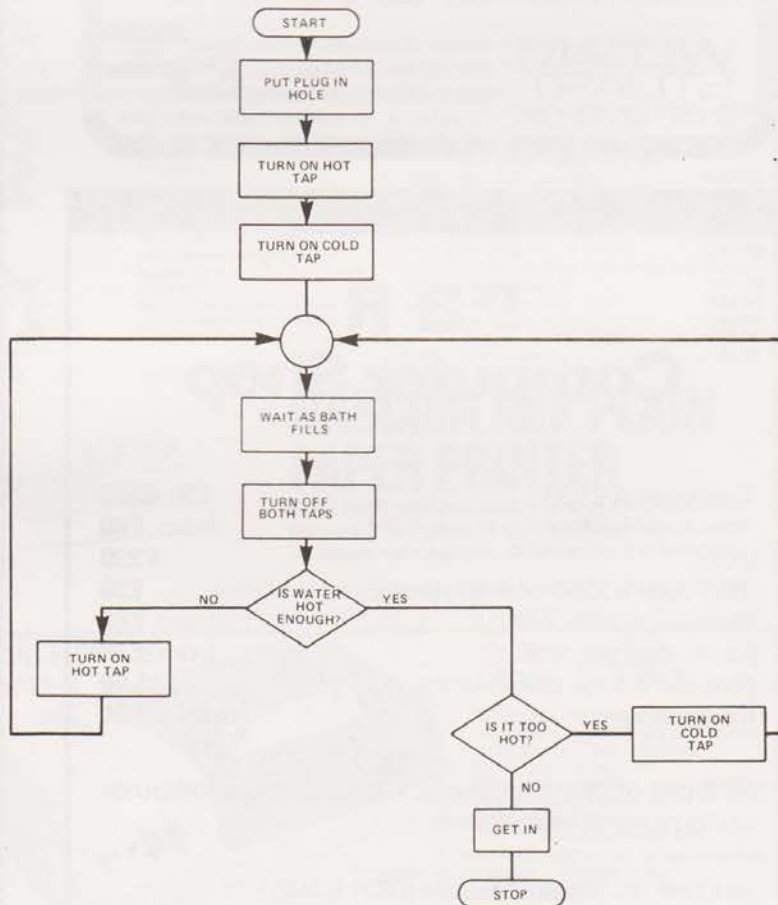 START
PUT PLUG IN
HOLE
TURN ON HOT
TAP
TURN ON COLD
TAP
WAIT AS BATH
FILLS
TURN OFF
BOTH TAPS
IS WATER
HOT
ENOUGH?
NO
YES
TURN ON
HOT TAP
IS IT TOO
HOT?
YES
TURN ON
COLD
TAP
NO
GET IN
STOP